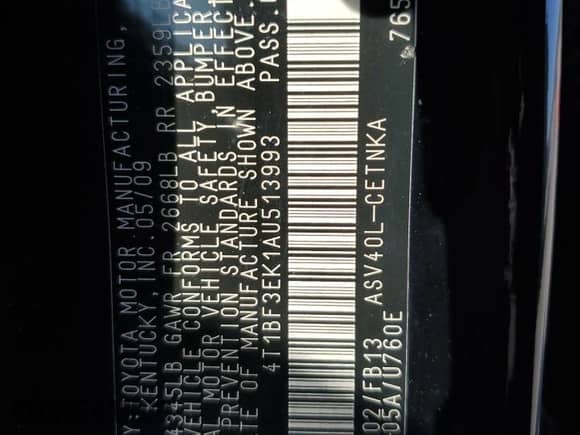 Y:TOYOTA MOTOR MANUFACTURING,
KENTUCKY, INC. 05/09
4345LB GAWR FR 2668LB RR 2359LB
VEHICLE CONFORMS TO ALL APPLICA
AL MOTOR VEHICLE SAFETY, BUMPER,
PREVENTION STANDARDS IN EFFECT
TE OF MANUFACTURE SHOWN ABOVE.
4T1BF3EK1AU513993 PASS.
02/FB13 ASV40L-CETNKA 765
-05A/U760E